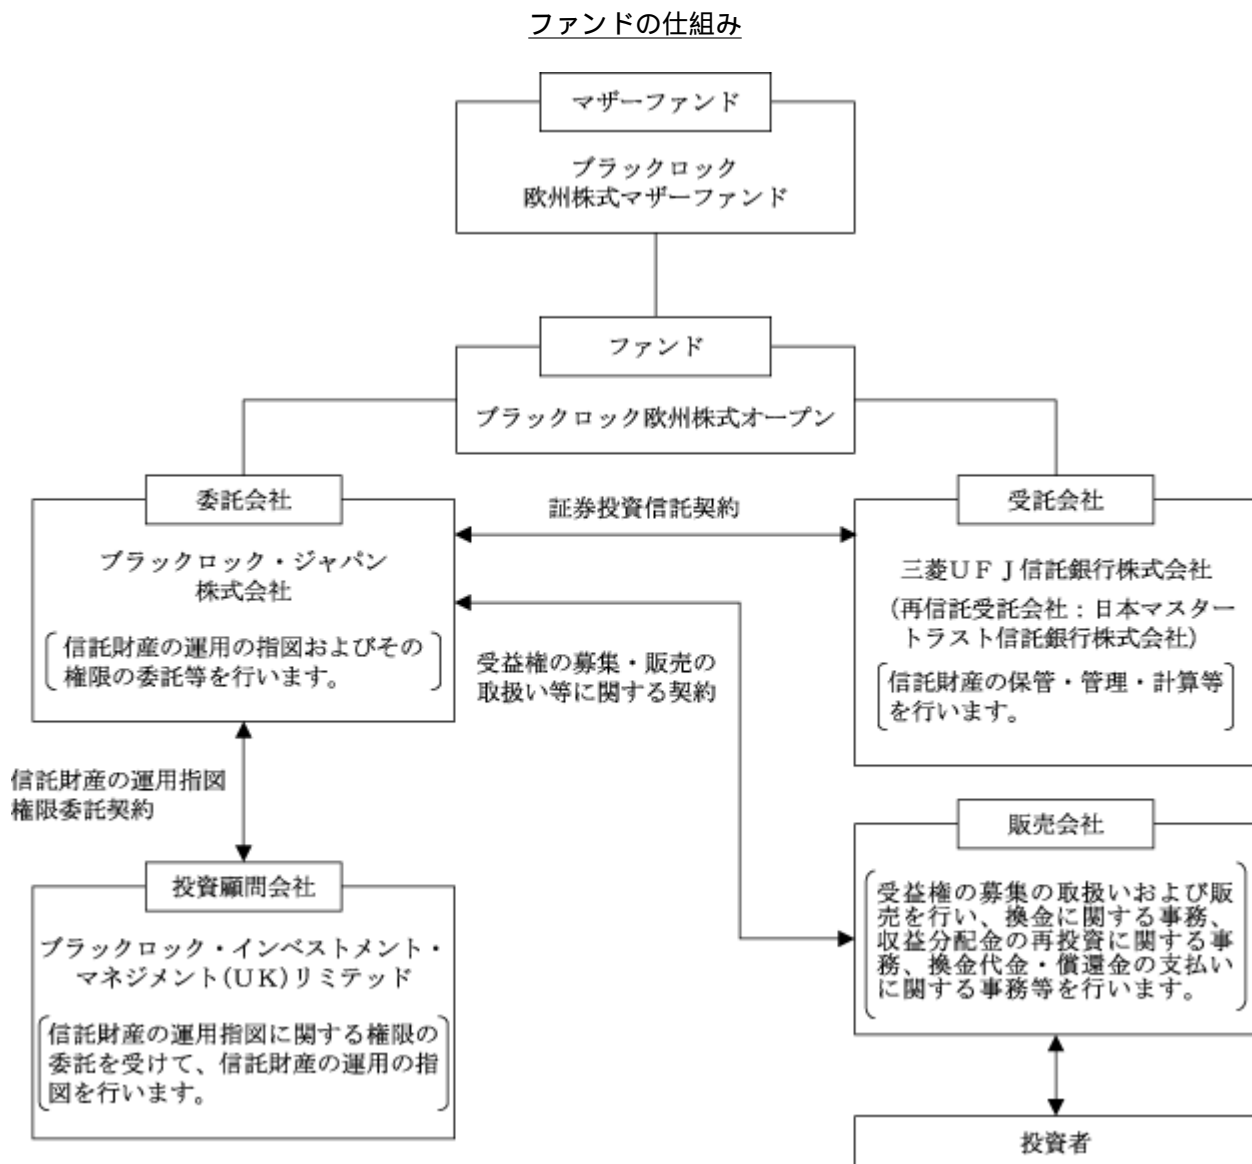 ファンドの仕組み
マザーファンド
ブラックロック
欧州株式マザーファンド
ファンド
ブラックロック欧州株式オープン
委託会社
ブラックロック・ジャパン
株式会社
信託財産の運用の指図およびその
権限の委託等を行います。
証券投資信託契約
受益権の募集・販売の
取扱い等に関する契約
受託会社
三菱UFJ信託銀行株式会社
(再信託受託会社:日本マスター
トラスト信託銀行株式会社)
信託財産の保管・管理・計算等
を行います。
信託財産の運用指図
権限委託契約
投資顧問会社
ブラックロック・インベストメント・
マネジメント(UK)リミテッド
信託財産の運用指図に関する権限の
委託を受けて、信託財産の運用の指
図を行います。
販売会社
受益権の募集の取扱いおよび販
売を行い、換金に関する事務、
収益分配金の再投資に関する事
務、換金代金・償還金の支払い
に関する事務等を行います。
投資者